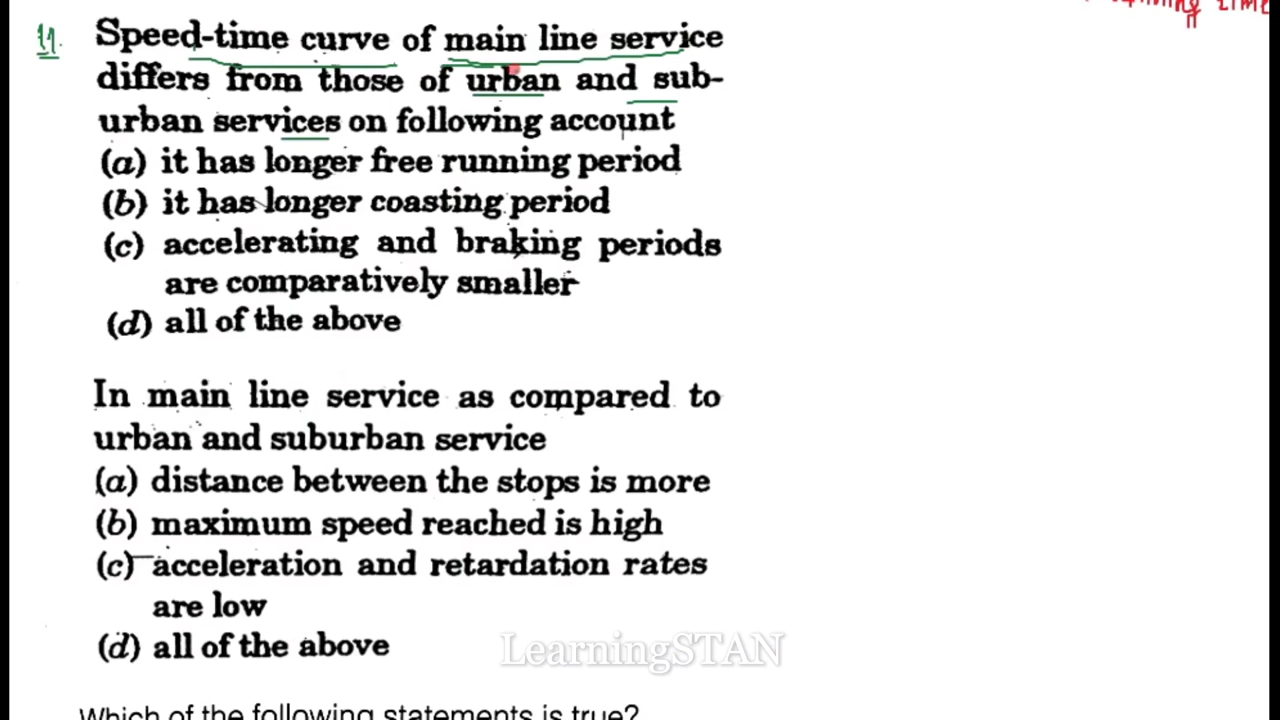 11. Speed-time curve of main line service
differs from those of urban and sub-
urban services on following account
(a) it has longer free running period
(b) it has longer coasting period
(c) accelerating and braking periods
are comparatively smaller
(d) all of the above
In main line service as compared to
urban and suburban service
(a) distance between the stops is more
(b) maximum speed reached is high
(c) acceleration and retardation rates
are low
(d) all of the above
LearningSTAN
Which of the following statements is true?